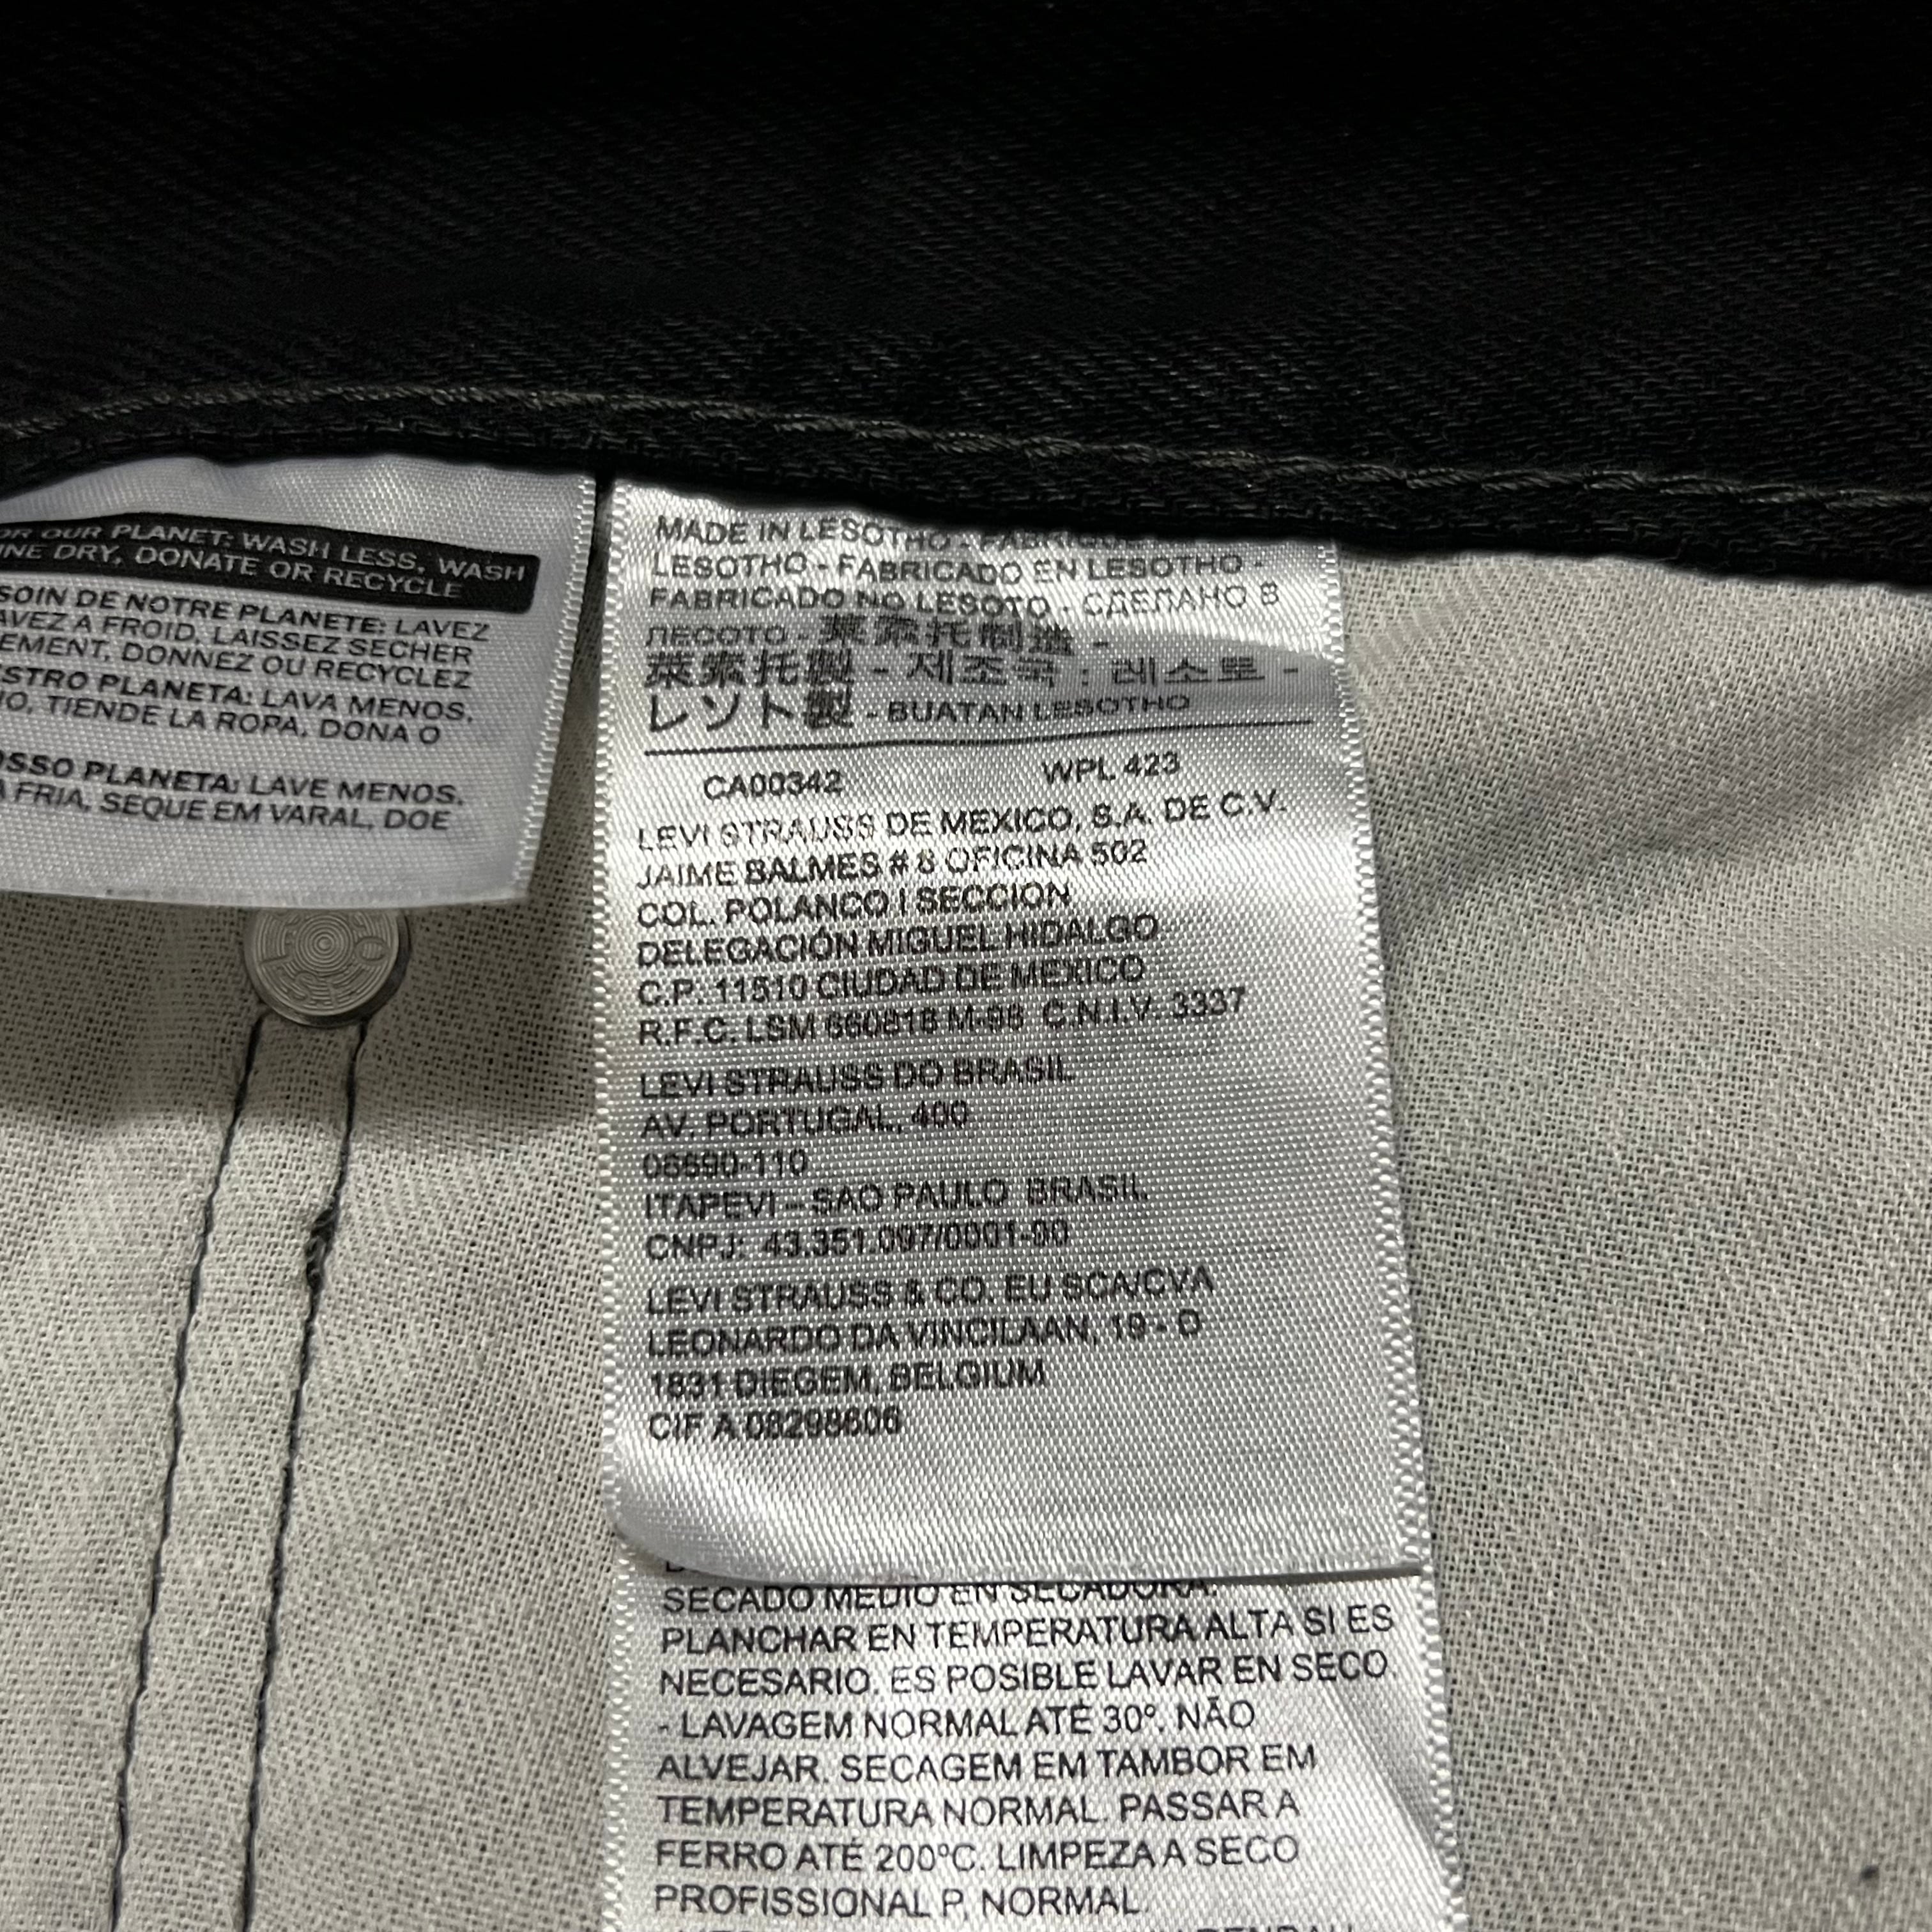 OR OUR PLANET: WASH LESS, WASH
INE DRY, DONATE OR RECYCLE
SOIN DE NOTRE PLANETE: LAVEZ
AVEZ A FROID, LAISSEZ SECHER
EMENT, DONNEZ OU RECYCLEZ
STRO PLANETA: LAVA MENOS,
IO, TIENDE LA ROPA, DONA O
OSSO PLANETA: LAVE MENOS.
A FRIA, SEQUE EM VARAL, DOE
MADE IN LESOTHO - FABRIQUE
LESOTHO - FABRICADO EN LESOTHO -
FABRICADO NO LESOTO - СДЕЛАНО В
ЛЕСОТО - 莱索托制造 -
萊索托製 - 제조국 : 레소토 -
レソト製 - BUATAN LESOTHO
CA00342 WPL 423
LEVI STRAUSS DE MEXICO, S.A. DE C.V.
JAIME BALMES # 8 OFICINA 502
COL. POLANCO I SECCION
DELEGACIÓN MIGUEL HIDALGO
C.P. 11510 CIUDAD DE MEXICO
R.F.C. LSM 660818 M-98 C.N.I.V. 3337
LEVI STRAUSS DO BRASIL
AV. PORTUGAL, 400
06690-110
ITAPEVI – SAO PAULO BRASIL
CNPJ: 43.351.097/0001-00
LEVI STRAUSS & CO. EU SCA/CVA
LEONARDO DA VINCILAAN, 19 - D
1831 DIEGEM, BELGIUM
CIF A 08298606
SECADO MEDIO EN SECADORA.
PLANCHAR EN TEMPERATURA ALTA SI ES
NECESARIO. ES POSIBLE LAVAR EN SECO
- LAVAGEM NORMAL ATÉ 30º. NÃO
ALVEJAR. SECAGEM EM TAMBOR EM
TEMPERATURA NORMAL. PASSAR A
FERRO ATÉ 200ºC. LIMPEZA A SECO
PROFISSIONAL P, NORMAL.